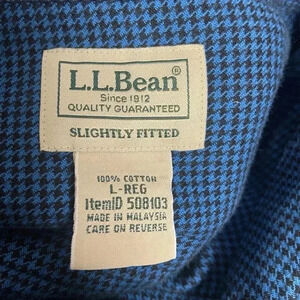 L.L.Bean®
Since 1912
QUALITY GUARANTEED
SLIGHTLY FITTED
100% COTTON
L-REG
ItemID 508103
MADE IN MALAYSIA
CARE ON REVERSE